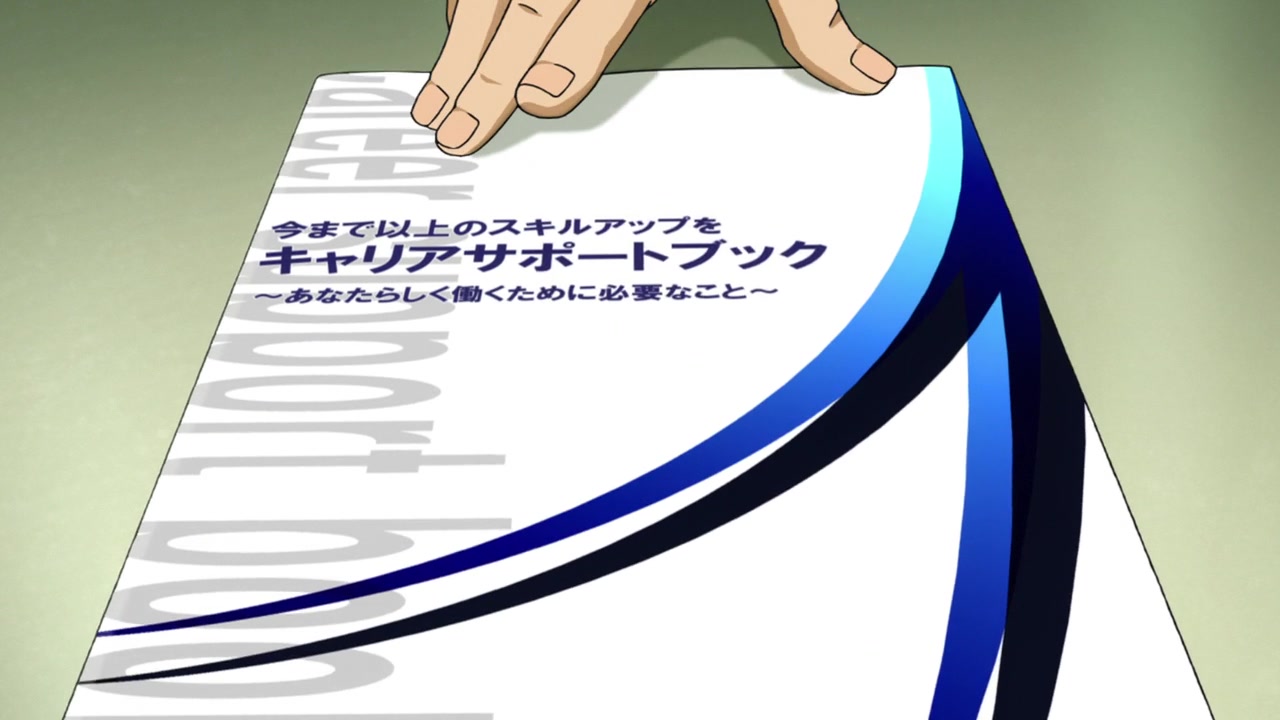 今まで以上のスキルアップを
キャリアサポートブック
～あなたらしく働くために必要なこと～
areer support boo